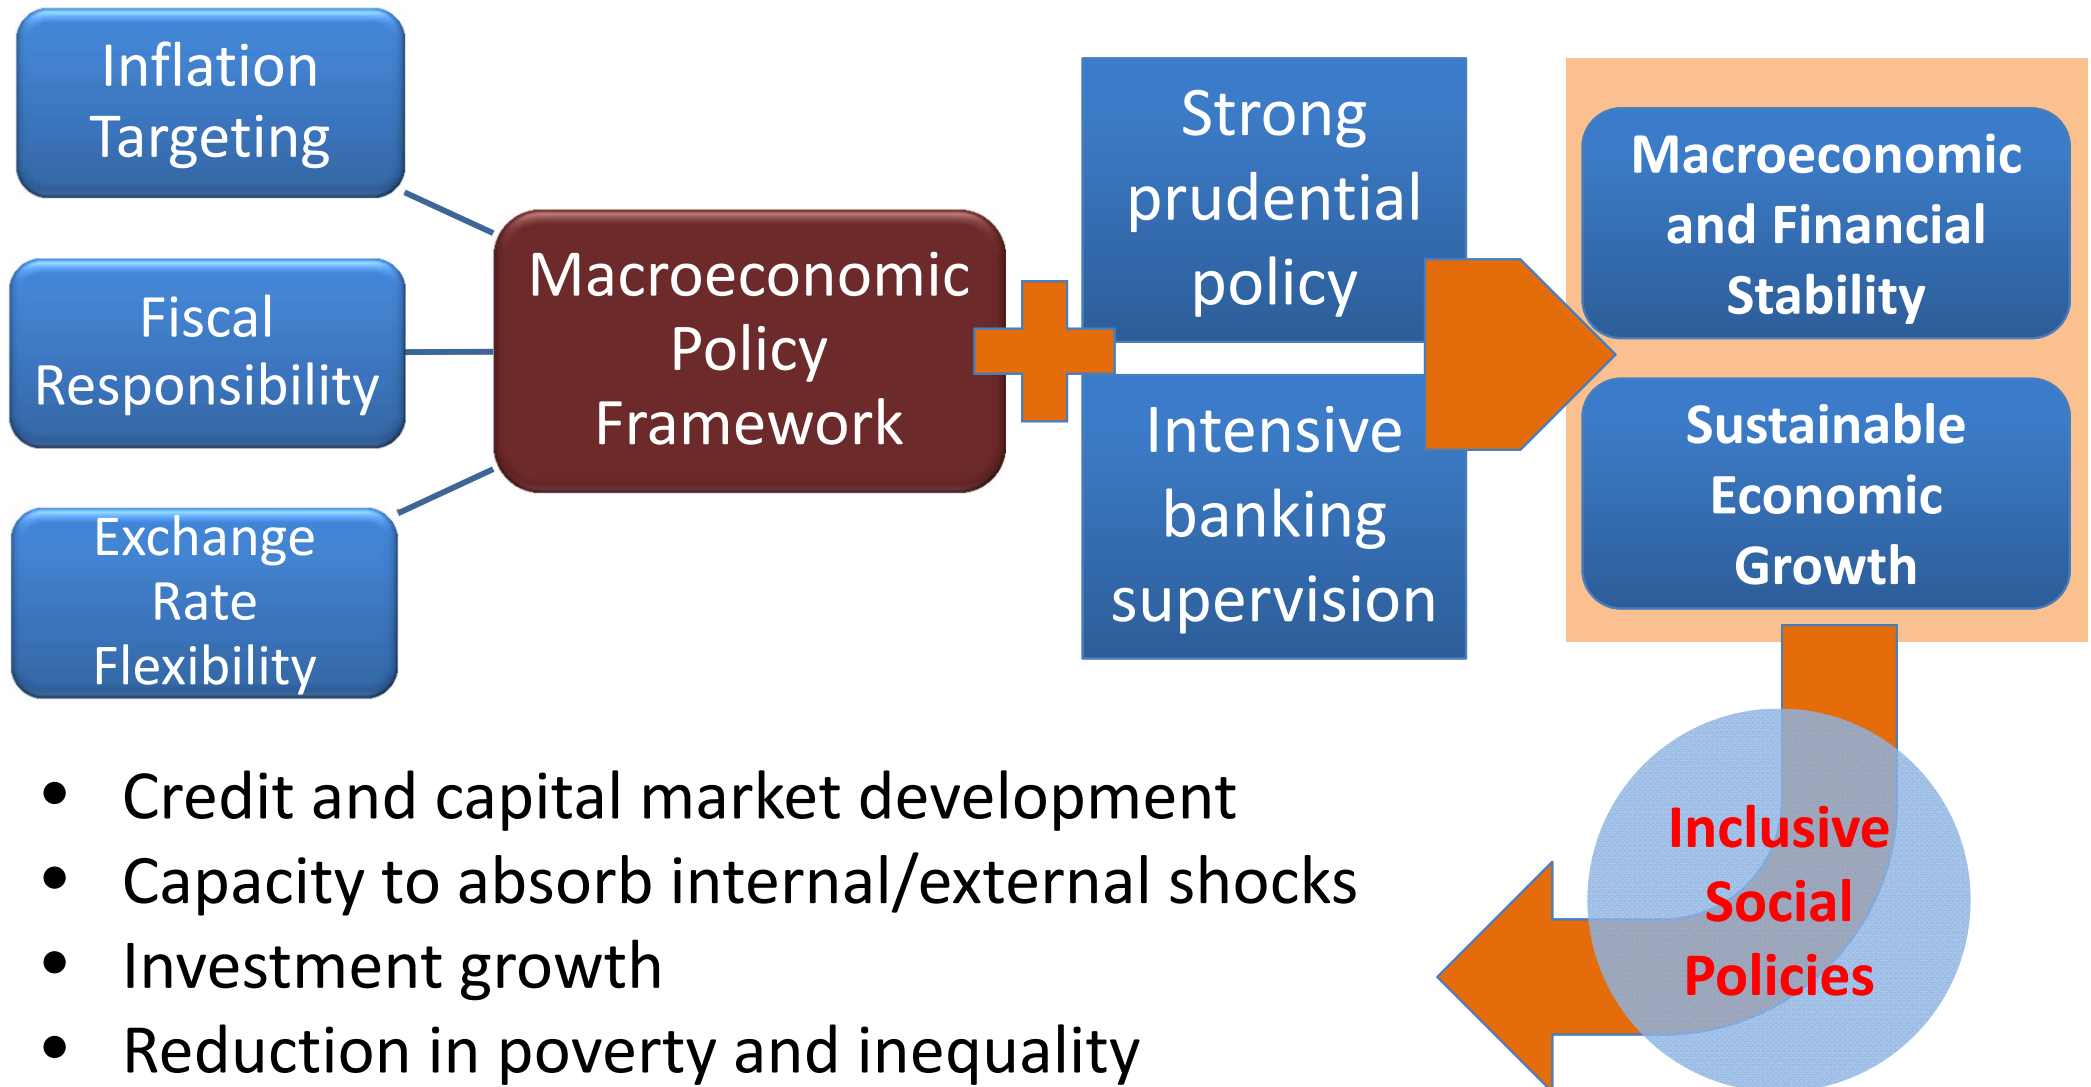 Inflation
Targeting
Fiscal
Responsibility
Exchange
Rate
Flexibility
Macroeconomic
Policy
Framework
Strong
prudential
policy
Intensive
banking
supervision
Macroeconomic
and Financial
Stability
Sustainable
Economic
Growth
Inclusive
Social
Policies
• Credit and capital market development
• Capacity to absorb internal/external shocks
• Investment growth
• Reduction in poverty and inequality